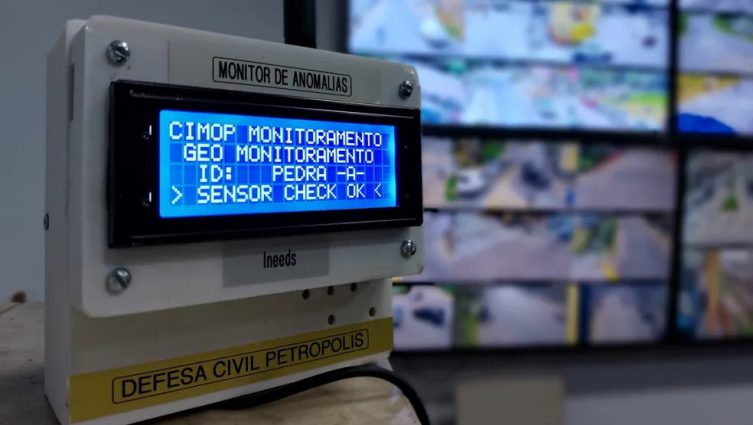 MONITOR DE ANOMALIAS
CIMOP MONITORAMENTO
GEO MONITORAMENTO
ID: PEDRA -A-
> SENSOR CHECK OK <
Ineeds
DEFESA CIVIL PETROPOLIS